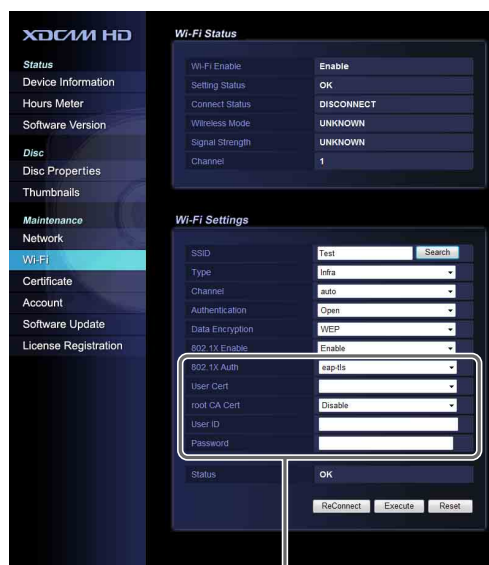 XDCAM HD
Status
Device Information
Hours Meter
Software Version
Disc
Disc Properties
Thumbnails
Maintenance
Network
Wi-Fi
Certificate
Account
Software Update
License Registration
Wi-Fi Status
Wi-Fi Enable Enable
Setting Status OK
Connect Status DISCONNECT
Wilreless Mode UNKNOWN
Signal Strength UNKNOWN
Channel 1
Wi-Fi Settings
SSID Test Search
Type Infra
Channel auto
Authentication Open
Data Encryption WEP
802.1X Enable Enable
802.1X Auth eap-tls
User Cert
root CA Cert Disable
User ID
Password
Status OK
ReConnect Execute Reset